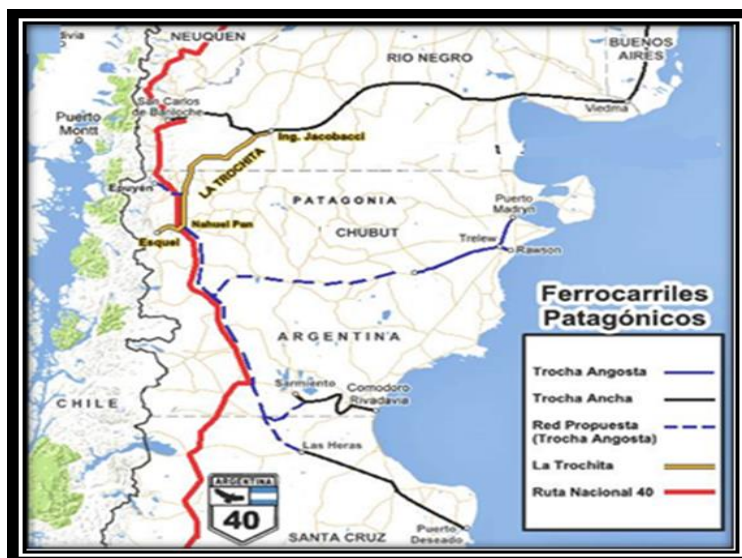 NEUQUEN
BUENOS
AIRES
RIO NEGRO
San Carlos
de Bariloche
Viedma
Puerto
Montt
Ing. Jacobacci
LA TROCHITA
Epuyén
PATAGONIA
Puerto
Madryn
Nahuel Pan
CHUBUT
Esquel
Trelew
Rawson
Ferrocarriles
Patagónicos
ARGENTINA
Trocha Angosta
Sarmiento
Comodoro
Rivadavia
Trocha Ancha
CHILE
Red Propuesta
(Trocha Angosta)
Las Heras
La Trochita
ARGENTINA
40
Ruta Nacional 40
Puerto
Deseado
SANTA CRUZ